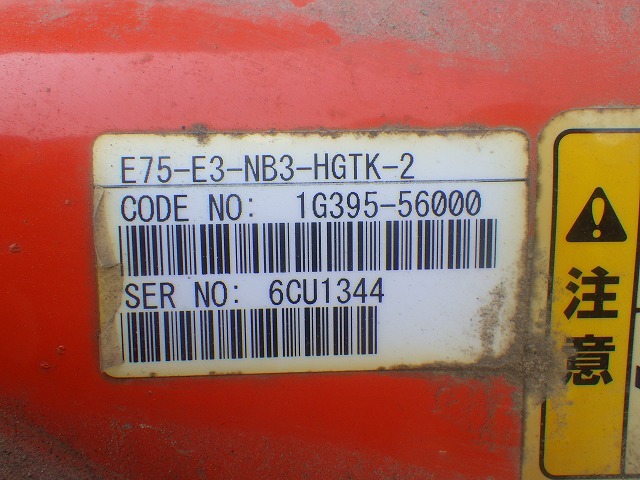 E75-E3-NB3-HGTK-2
CODE NO: 1G395-56000
SER NO: 6CU1344
注意